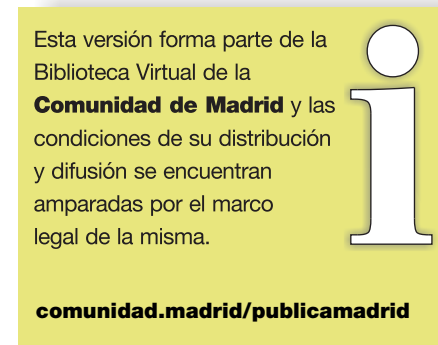 Esta versión forma parte de la
Biblioteca Virtual de la
Comunidad de Madrid y las
condiciones de su distribución
y difusión se encuentran
amparadas por el marco
legal de la misma.
i
comunidad.madrid/publicamadrid